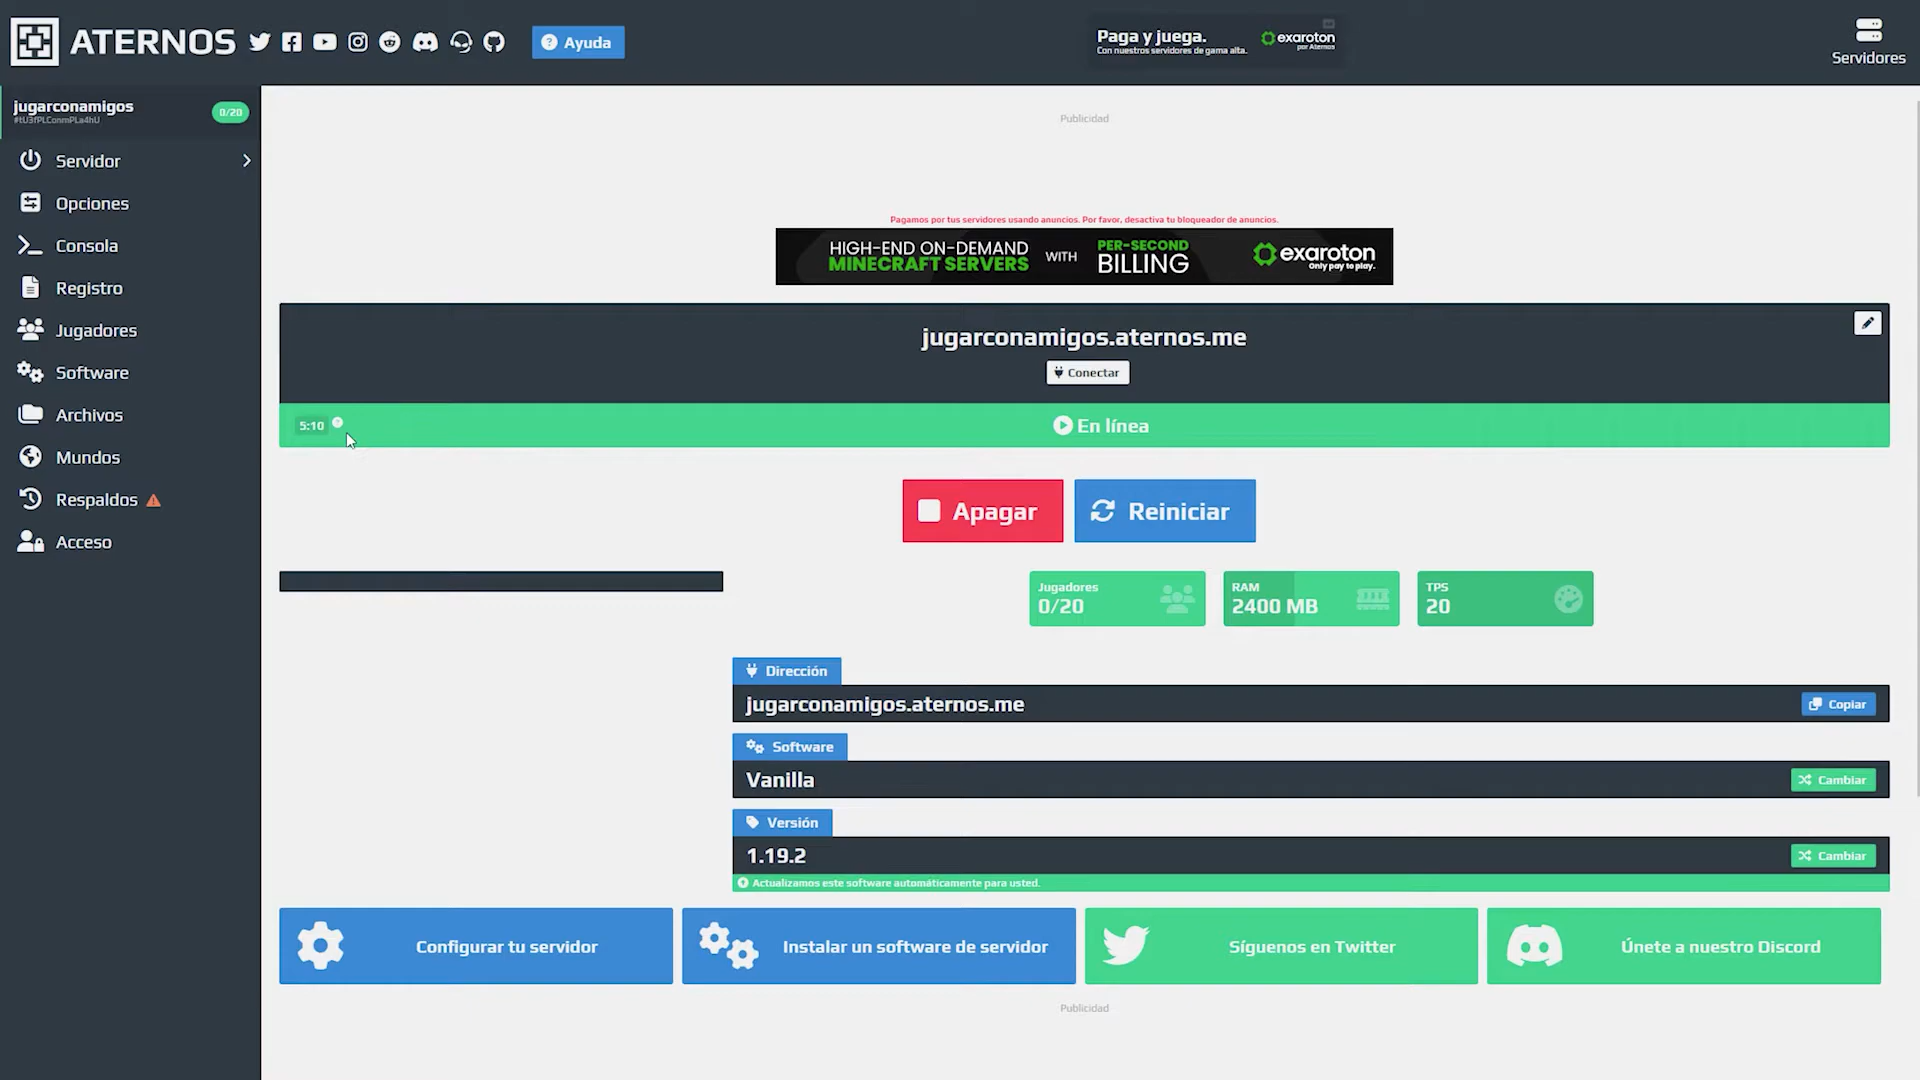 ATERNOS
Ayuda
Paga y juega.
Con nuestros servidores de gama alta.
exaroton
por Aternos
Servidores
jugarconamigos
0/20
Servidor
Opciones
Consola
Registro
Jugadores
Software
Archivos
Mundos
Respaldos
Acceso
Publicidad
Pagamos por tus servidores usando anuncios. Por favor, desactiva tu bloqueador de anuncios.
HIGH-END ON-DEMAND
MINECRAFT SERVERS
WITH
PER-SECOND
BILLING
exaroton
Only pay to play.
jugarconamigos.aternos.me
Conectar
5:10
En línea
Apagar
Reiniciar
Jugadores
0/20
RAM
2400 MB
TPS
20
Dirección
jugarconamigos.aternos.me
Copiar
Software
Vanilla
Cambiar
Versión
1.19.2
Cambiar
Actualizamos este software automáticamente para usted.
Configurar tu servidor
Instalar un software de servidor
Síguenos en Twitter
Únete a nuestro Discord
Publicidad